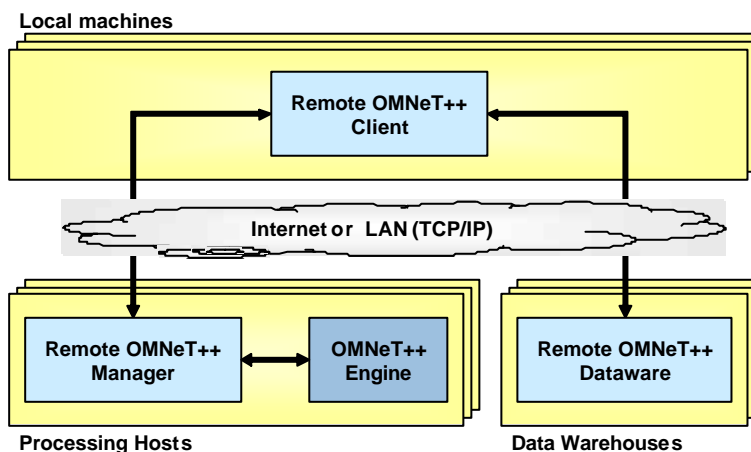 Local machines
Remote OMNeT++
Client
Internet or LAN (TCP/IP)
Remote OMNeT++
Manager
OMNeT++
Engine
Remote OMNeT++
Dataware
Processing Hosts
Data Warehouses